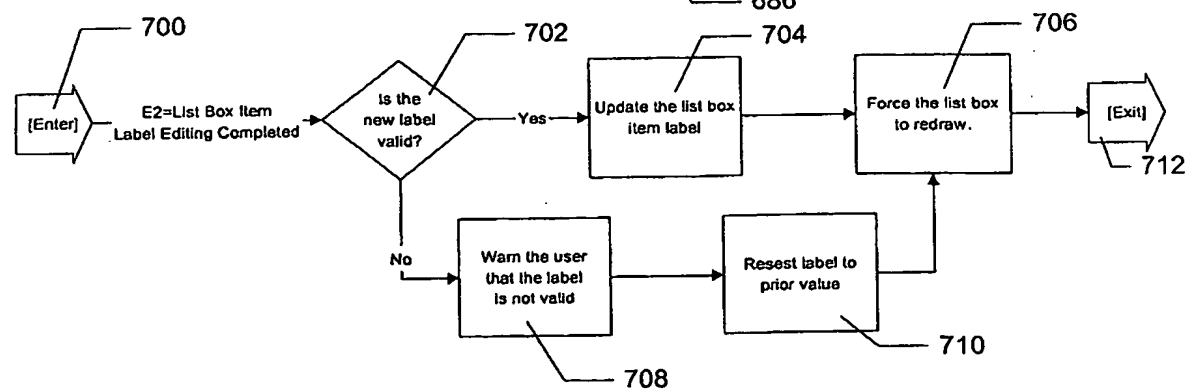 686
700
702
704
706
[Enter]
E2=List Box Item
Label Editing Completed
Is the
new label
valid?
Yes
Update the list box
item label
Force the list box
to redraw.
[Exit]
712
No
Warn the user
that the label
is not valid
Resest label to
prior value
708
710